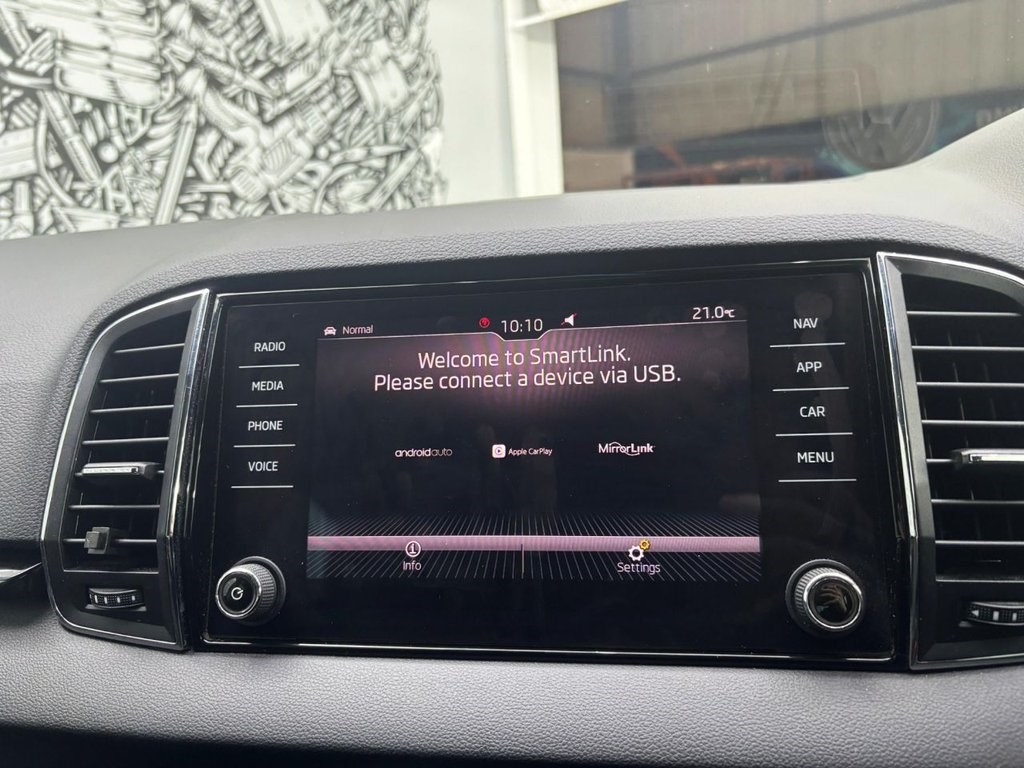 Normal
10:10
21.0°C
RADIO
MEDIA
PHONE
VOICE
Welcome to SmartLink.
Please connect a device via USB.
androidauto
Apple CarPlay
MirrorLink
Info
Settings
NAV
APP
CAR
MENU